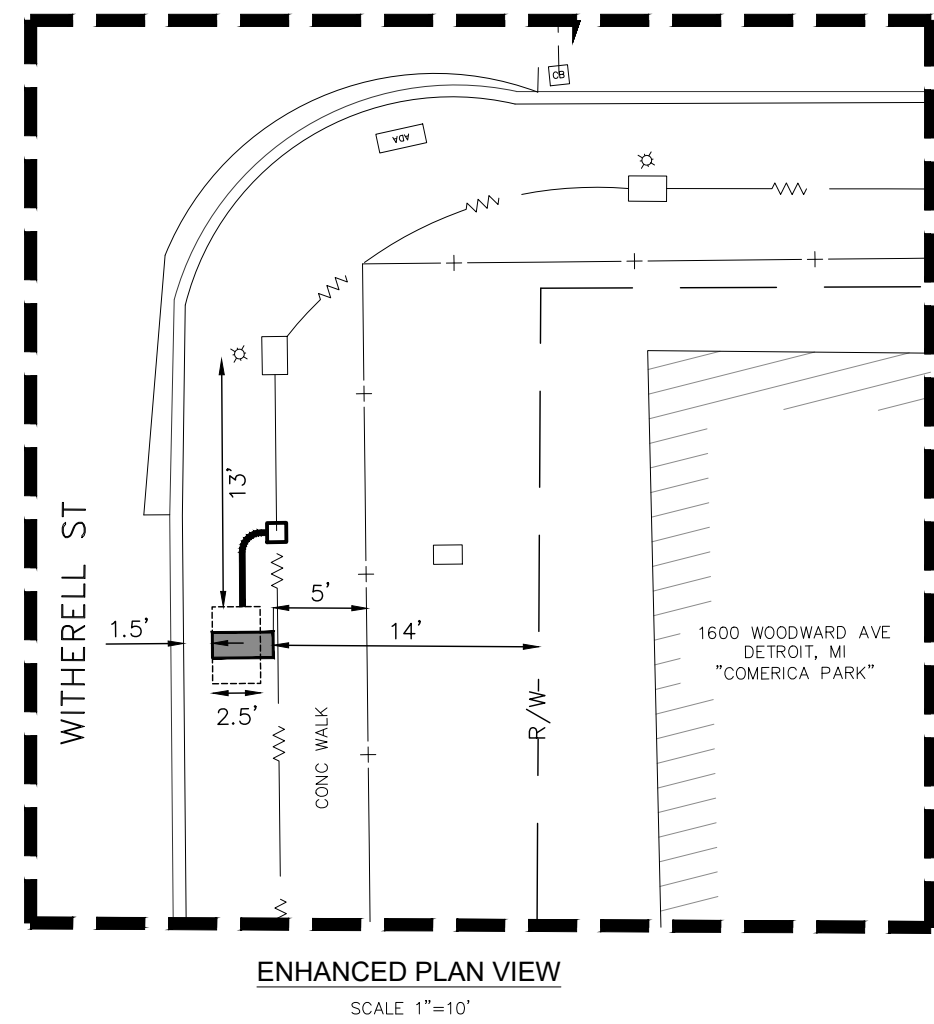 CB
ADA
13'
5'
1.5'
14'
2.5'
WITHERELL ST
CONC WALK
R/W
1600 WOODWARD AVE
DETROIT, MI
"COMERICA PARK"
ENHANCED PLAN VIEW
SCALE 1"=10'